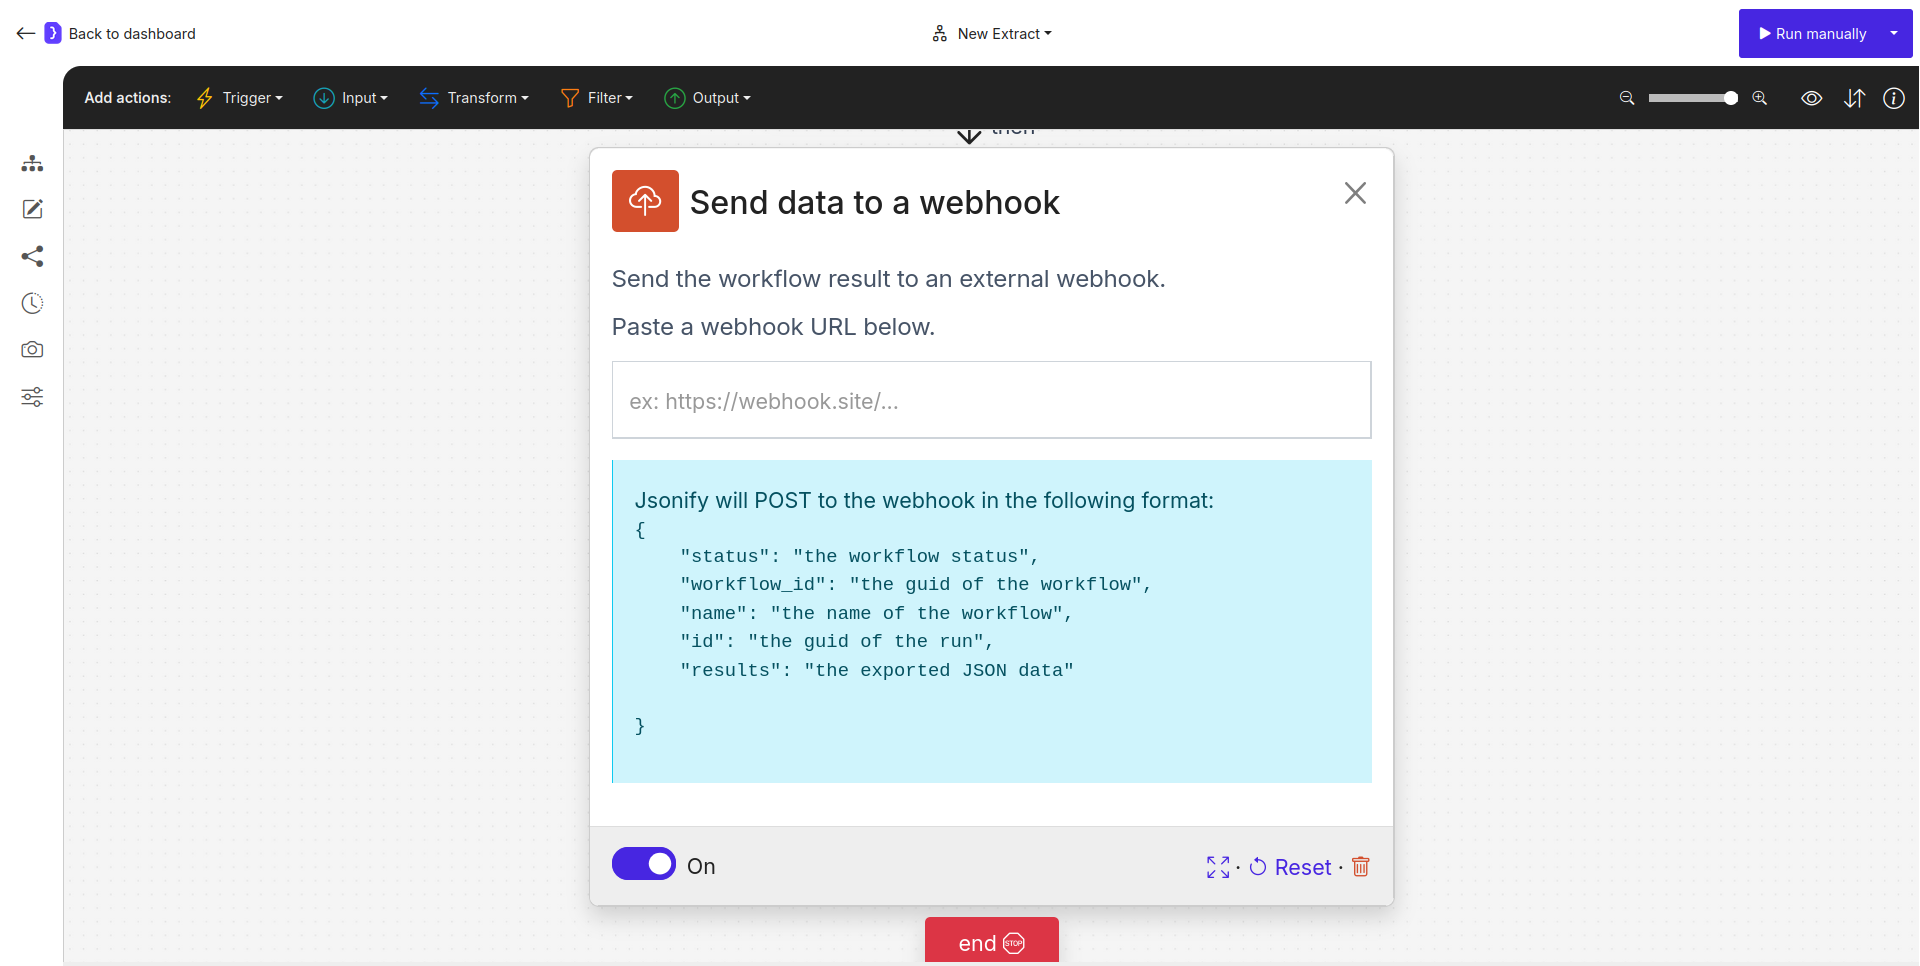 Back to dashboard
New Extract
Run manually
Add actions:
Trigger
Input
Transform
Filter
Output
then
Send data to a webhook
Send the workflow result to an external webhook.
Paste a webhook URL below.
ex: https://webhook.site/...
Jsonify will POST to the webhook in the following format:
{
"status": "the workflow status",
"workflow_id": "the guid of the workflow",
"name": "the name of the workflow",
"id": "the guid of the run",
"results": "the exported JSON data"
}
On
· Reset ·
end STOP